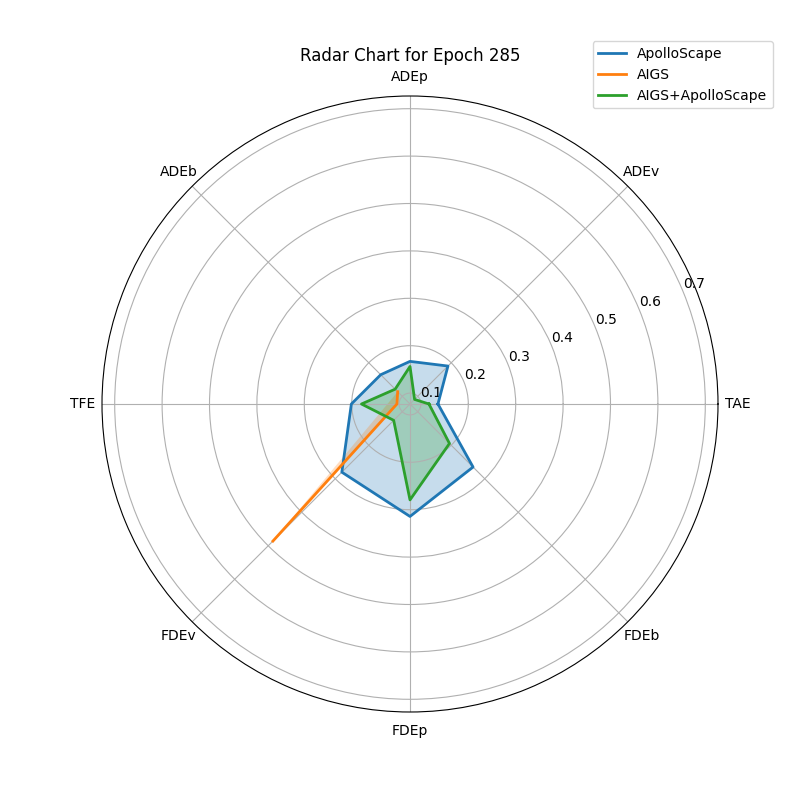 Radar Chart for Epoch 285
ApolloScape
AIGS
AIGS+ApolloScape
ADEp
ADEb
ADEv
0.7
0.6
0.5
0.4
0.3
0.2
0.1
TFE
TAE
FDEv
FDEb
FDEp